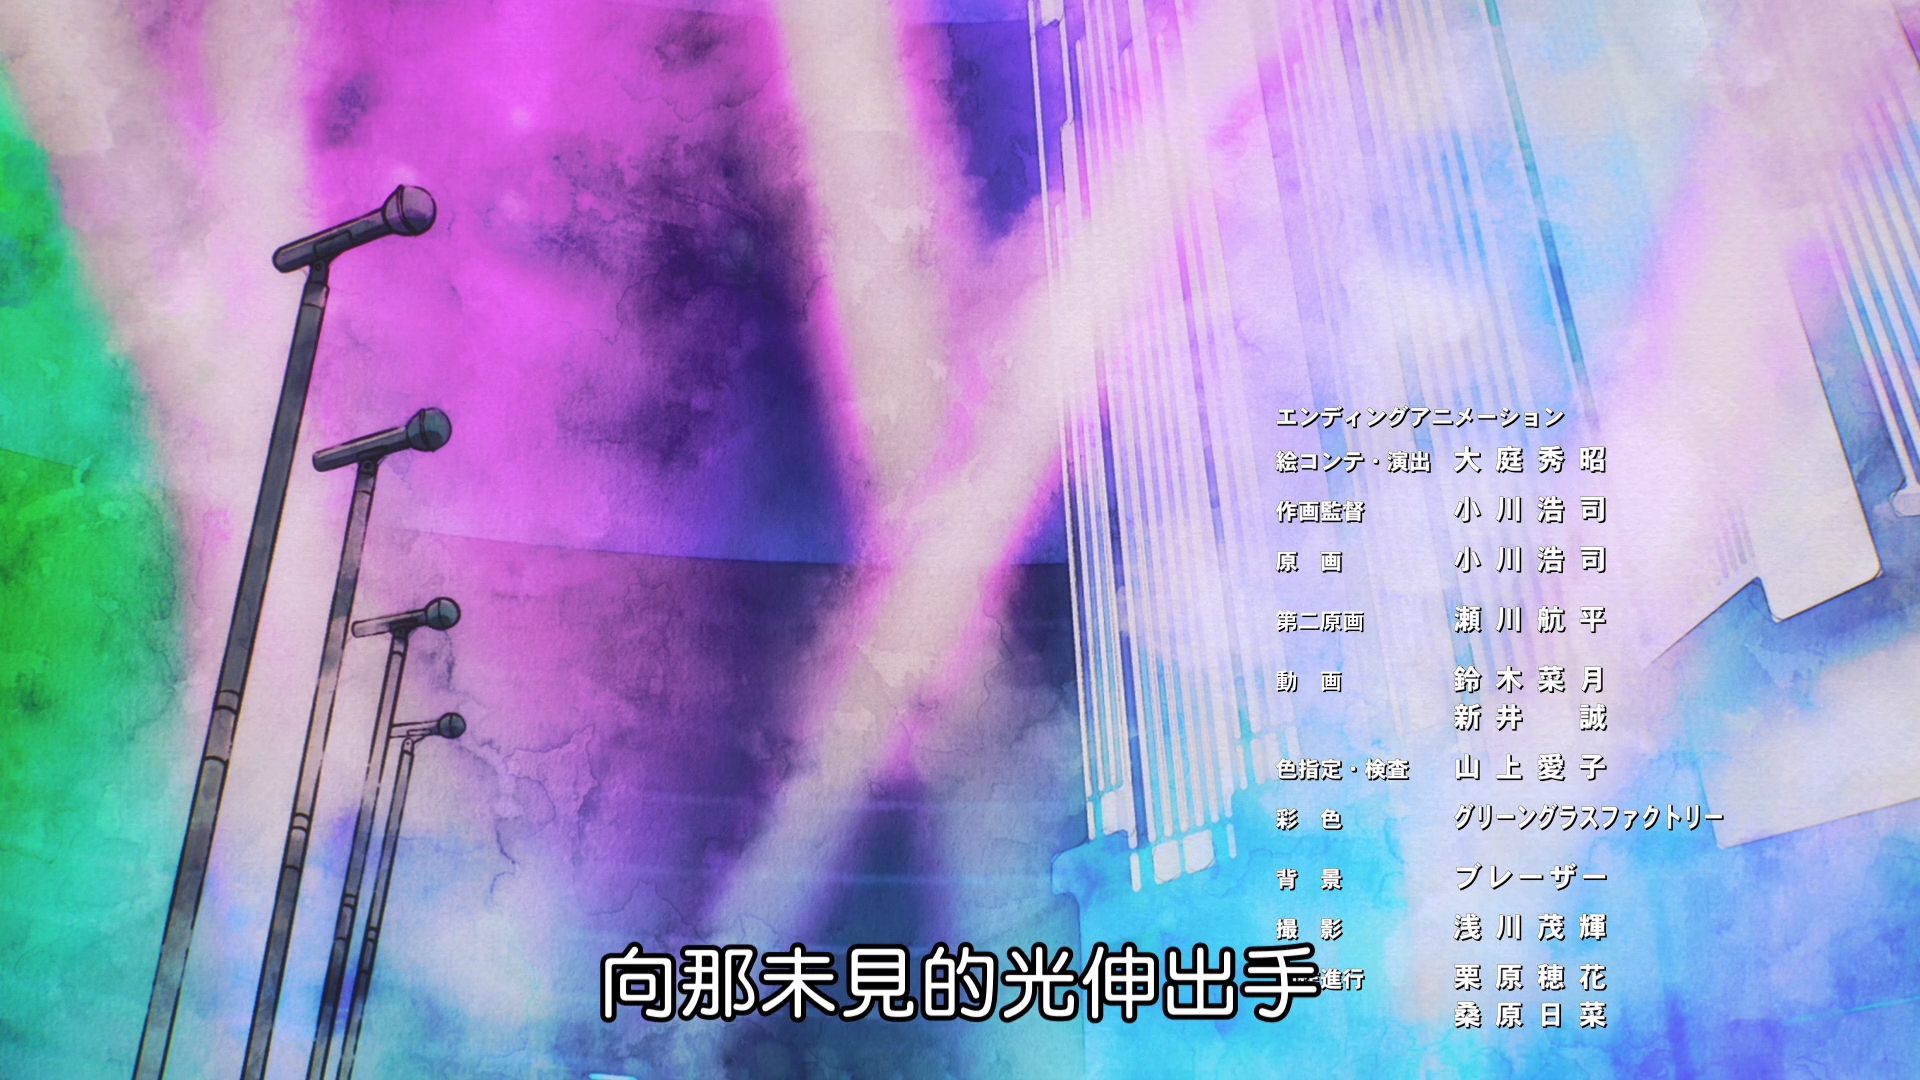 エンディングアニメーション
絵コンテ・演出 大庭秀昭
作画監督 小川浩司
原画 小川浩司
第二原画 瀬川航平
動画 鈴木菜月
新井 誠
色指定・検査 山上愛子
彩色 グリーングラスファクトリー
背景 ブレーザー
撮影 浅川茂輝
進行 栗原穂花
桑原日菜
向那未見的光伸出手